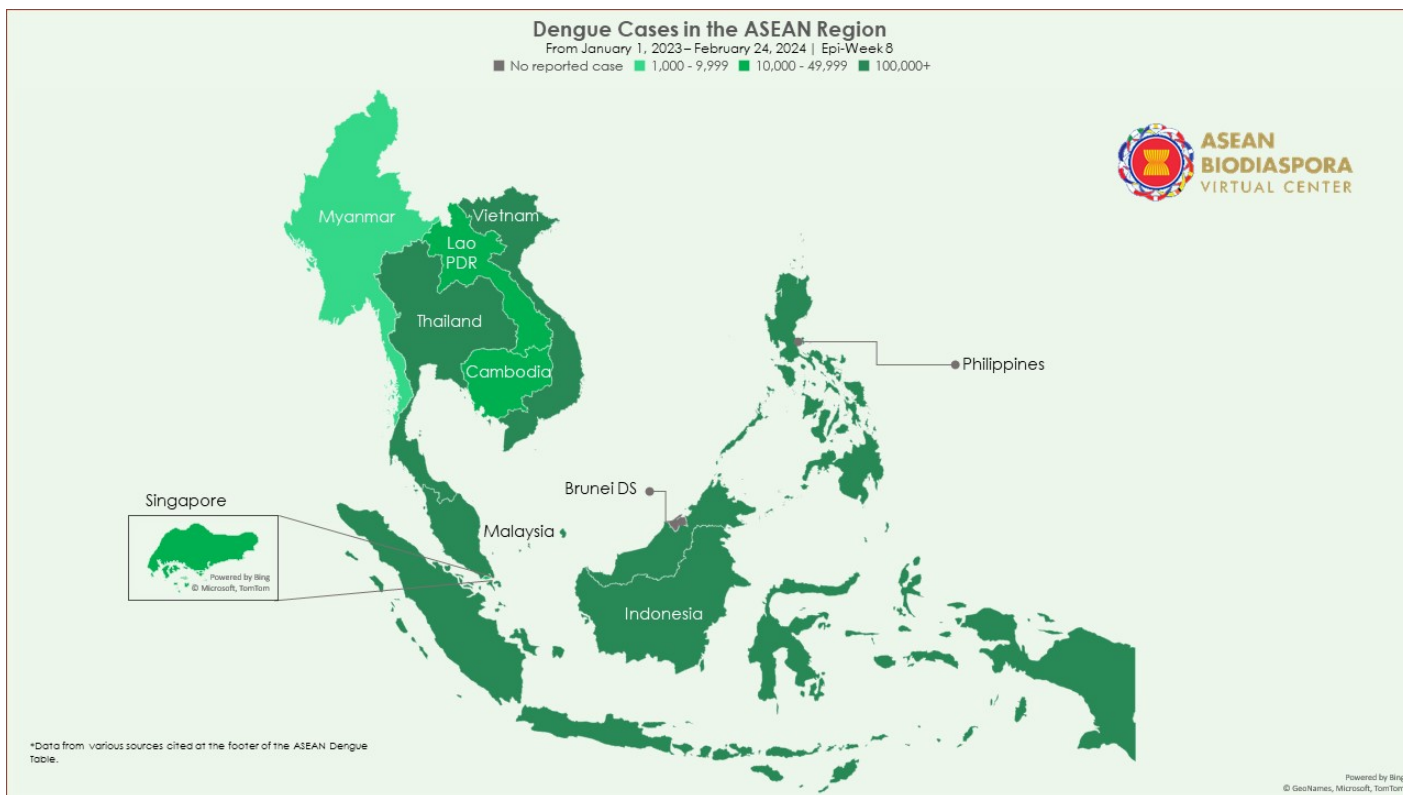 Dengue Cases in the ASEAN Region
From January 1, 2023 – February 24, 2024 | Epi-Week 8
No reported case 1,000 - 9,999 10,000 - 49,999 100,000+
ASEAN
BIODIASPORA
VIRTUAL CENTER
Myanmar
Vietnam
Lao
PDR
Thailand
Cambodia
Philippines
Brunei DS
Singapore
Malaysia
Powered by Bing
© Microsoft, TomTom
Indonesia
*Data from various sources cited at the footer of the ASEAN Dengue
Table.
Powered by Bing
© GeoNames, Microsoft, TomTom